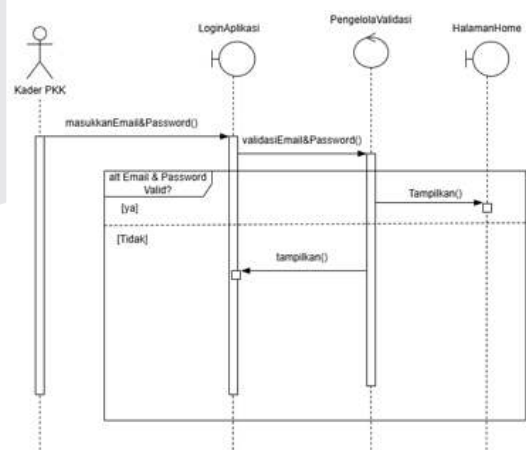 LoginAplikasi
PengelolaValidasi
HalamanHome
Kader PKK
masukkanEmail&Password()
validasiEmail&Password()
alt Email & Password
Valid?
[ya]
Tampilkan()
[Tidak]
tampilkan()